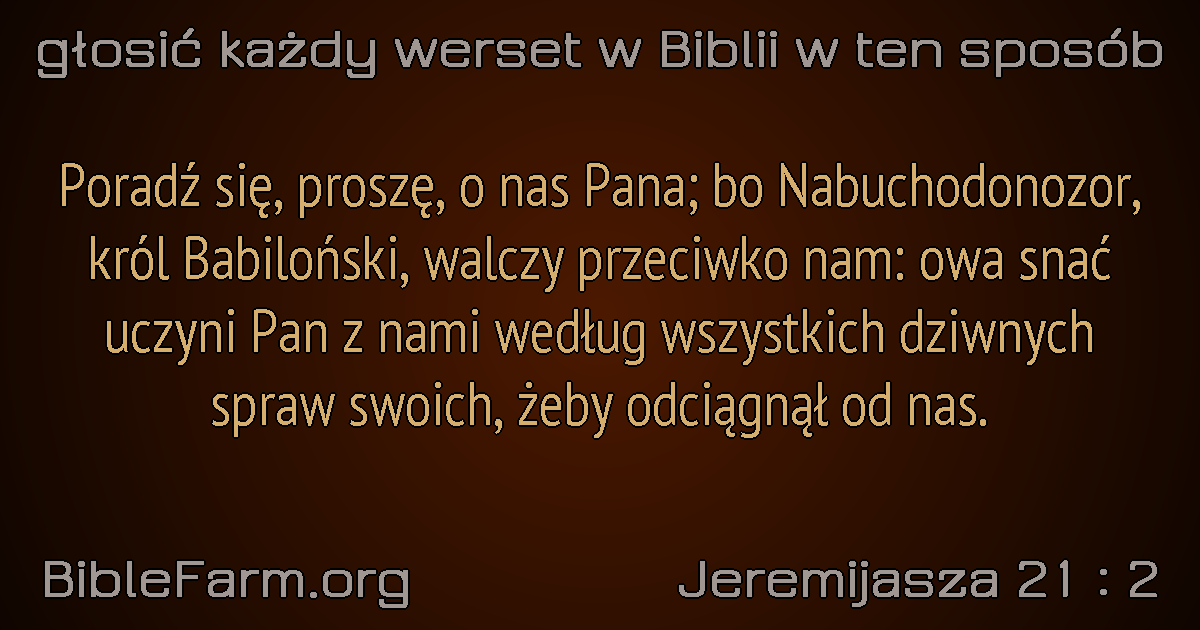 głosić każdy werset w Biblii w ten sposób
Poradź się, proszę, o nas Pana; bo Nabuchodonozor,
król Babiloński, walczy przeciwko nam: owa snać
uczyni Pan z nami według wszystkich dziwnych
spraw swoich, żeby odciągnął od nas.
BibleFarm.org
Jeremijasza 21 : 2